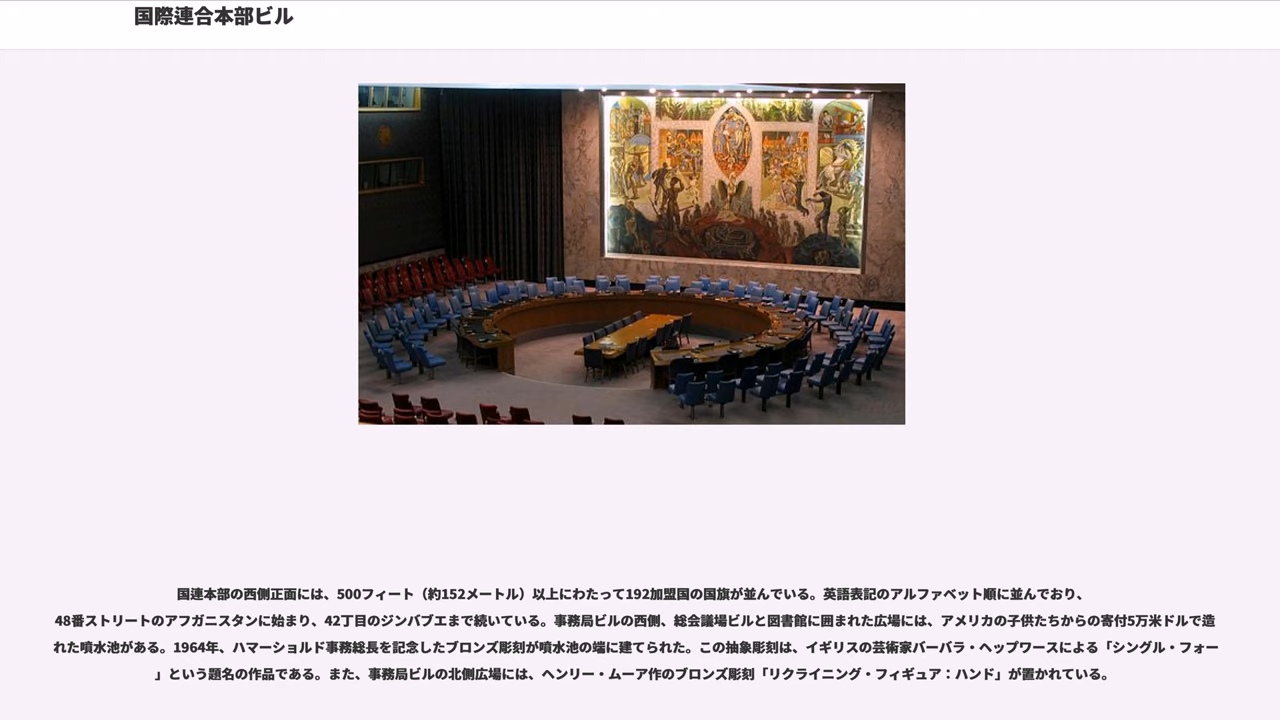 国際連合本部ビル
国連本部の西側正面には、500フィート（約152メートル）以上にわたって192加盟国の国旗が並んでいる。英語表記のアルファベット順に並んでおり、
48番ストリートのアフガニスタンに始まり、42丁目のジンバブエまで続いている。事務局ビルの西側、総会議場ビルと図書館に囲まれた広場には、アメリカの子供たちからの寄付5万米ドルで造
れた噴水池がある。1964年、ハマーショルド事務総長を記念したブロンズ彫刻が噴水池の端に建てられた。この抽象彫刻は、イギリスの芸術家バーバラ・ヘップワースによる「シングル・フォー
」という題名の作品である。また、事務局ビルの北側広場には、ヘンリー・ムーア作のブロンズ彫刻「リクライニング・フィギュア：ハンド」が置かれている。